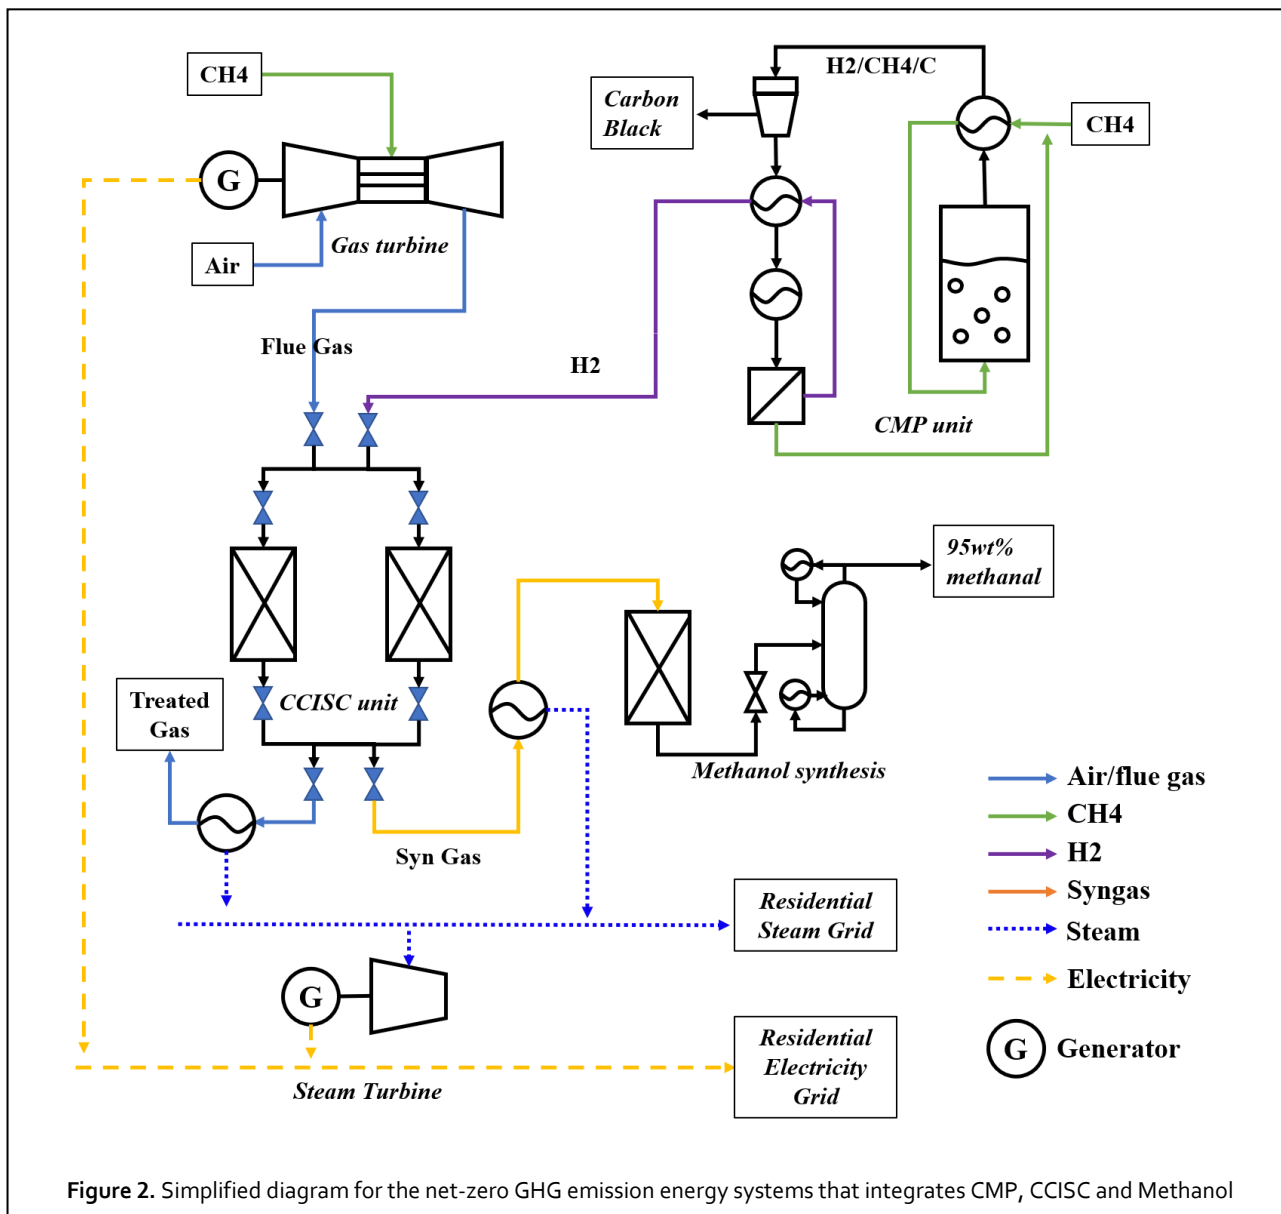 CH4
G
Gas turbine
Air
Flue Gas
H2/CH4/C
Carbon
Black
CH4
H2
CMP unit
95wt%
methanal
CCISC unit
Treated
Gas
Methanol synthesis
Syn Gas
Residential
Steam Grid
G
Steam Turbine
Residential
Electricity
Grid
Air/flue gas
CH4
H2
Syngas
Steam
Electricity
G Generator
Figure 2. Simplified diagram for the net-zero GHG emission energy systems that integrates CMP, CCISC and Methanol